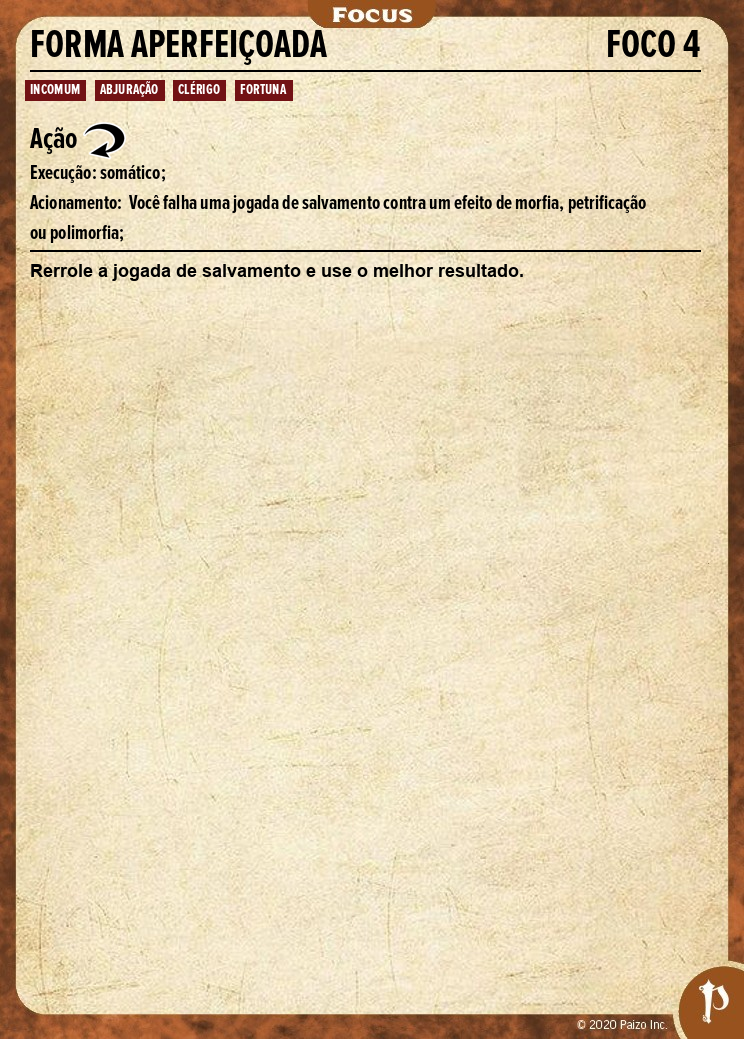 Focus
FORMA APERFEIÇOADA FOCO 4
INCOMUM ABJURAÇÃO CLÉRIGO FORTUNA
Ação
Execução: somático;
Acionamento: Você falha uma jogada de salvamento contra um efeito de morfia, petrificação
ou polimorfia;
Rerrole a jogada de salvamento e use o melhor resultado.
© 2020 Paizo Inc.
P